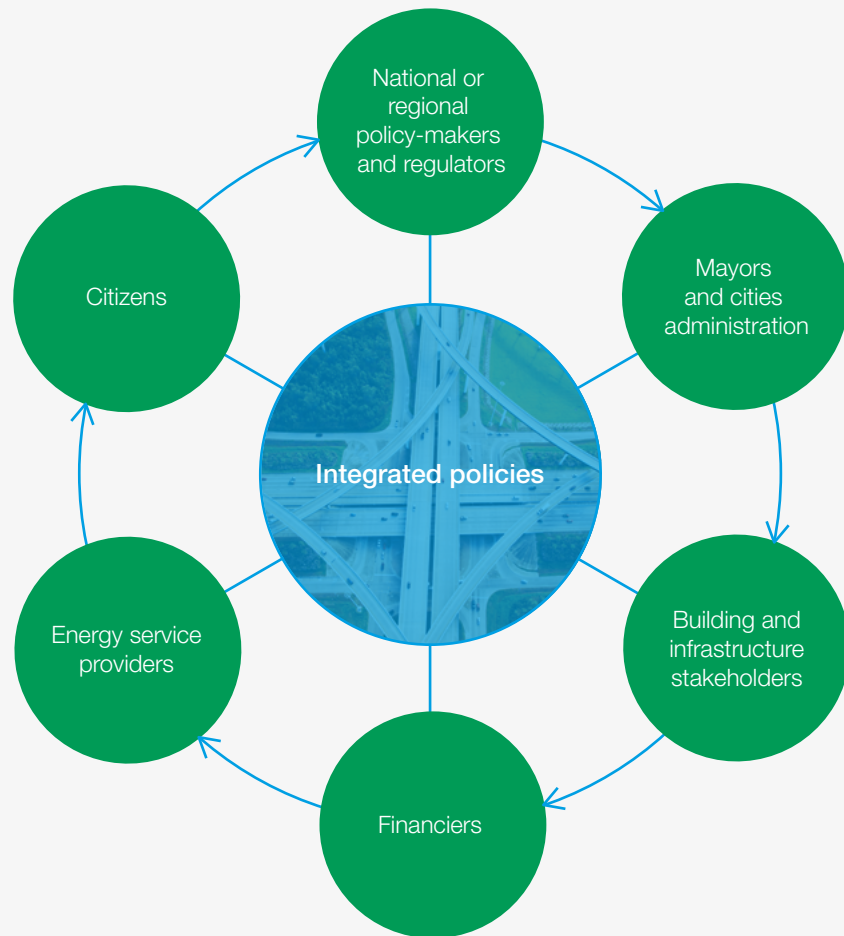 National or
regional
policy-makers
and regulators
Mayors
and cities
administration
Citizens
Integrated policies
Building and
infrastructure
stakeholders
Energy service
providers
Financiers